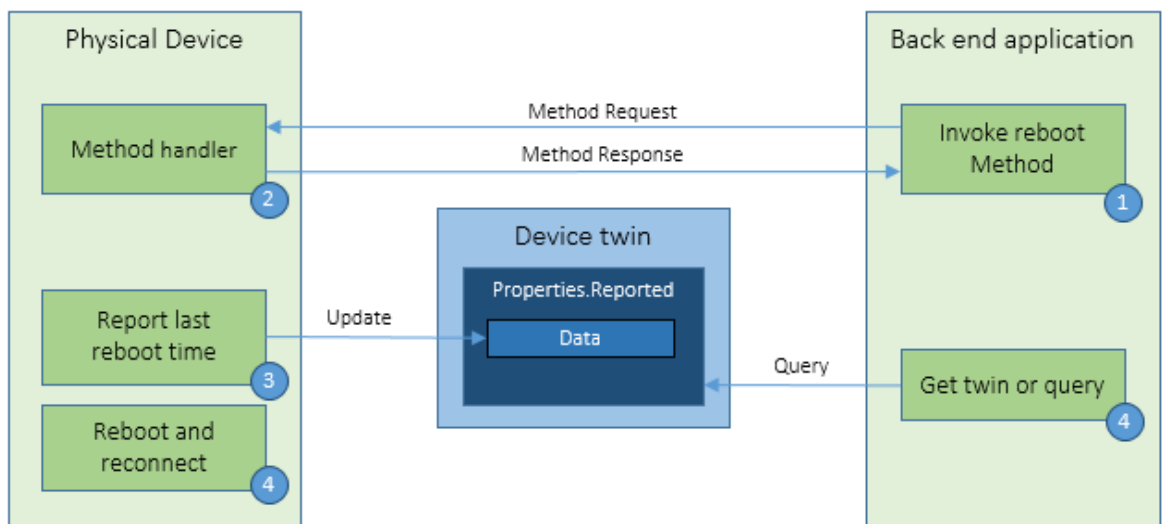 Physical Device
Back end application
Method Request
Method handler
Invoke reboot
Method
Method Response
2
1
Device twin
Properties.Reported
Report last
reboot time
Update
Data
3
Query
Get twin or query
4
Reboot and
reconnect
4